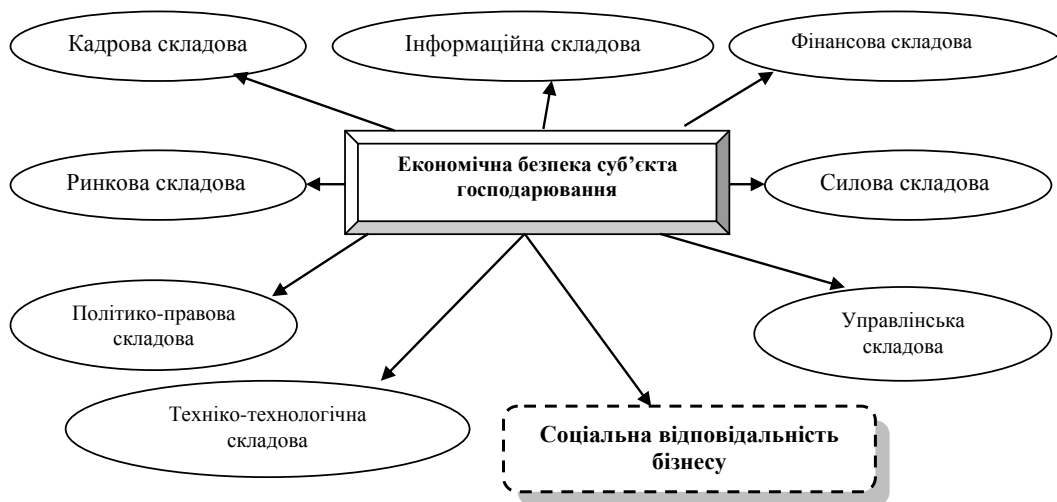 Кадрова складова
Інформаційна складова
Фінансова складова
Економічна безпека суб’єкта
господарювання
Ринкова складова
Силова складова
Політико-правова
складова
Управлінська
складова
Техніко-технологічна
складова
Соціальна відповідальність
бізнесу